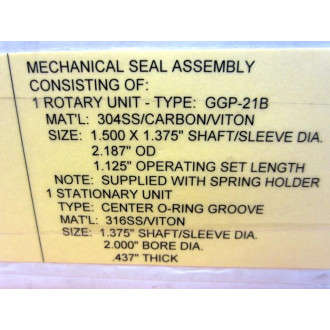 MECHANICAL SEAL ASSEMBLY
CONSISTING OF:
1 ROTARY UNIT - TYPE: GGP-21B
MAT'L: 304SS/CARBON/VITON
SIZE: 1.500 X 1.375" SHAFT/SLEEVE DIA.
2.187" OD
1.125" OPERATING SET LENGTH
NOTE: SUPPLIED WITH SPRING HOLDER
1 STATIONARY UNIT
TYPE: CENTER O-RING GROOVE
MAT'L: 316SS/VITON
SIZE: 1.375" SHAFT/SLEEVE DIA.
2.000" BORE DIA.
.437" THICK